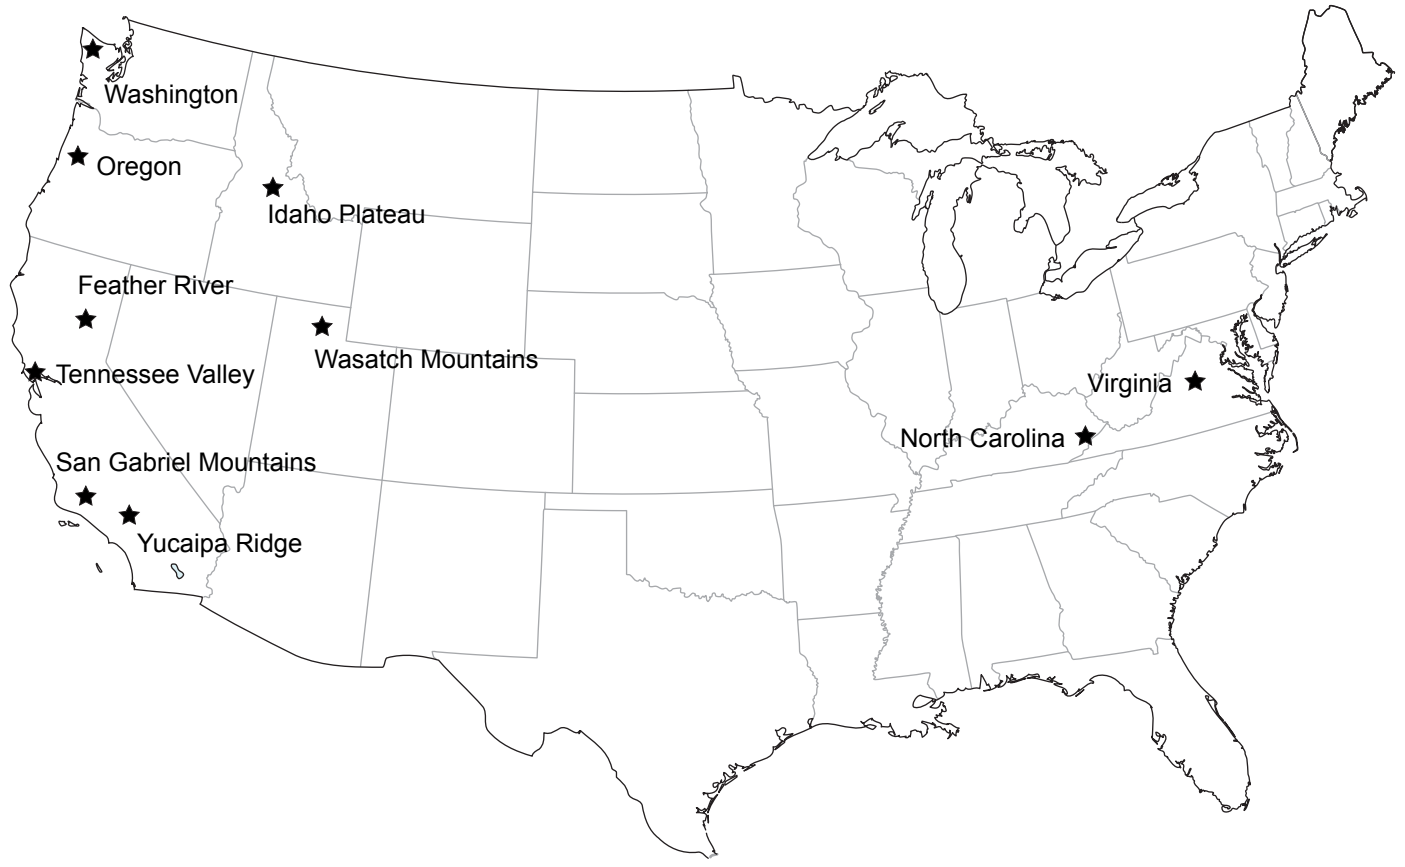 Washington
Oregon
Idaho Plateau
Feather River
Wasatch Mountains
Tennessee Valley
Virginia
North Carolina
San Gabriel Mountains
Yucaipa Ridge